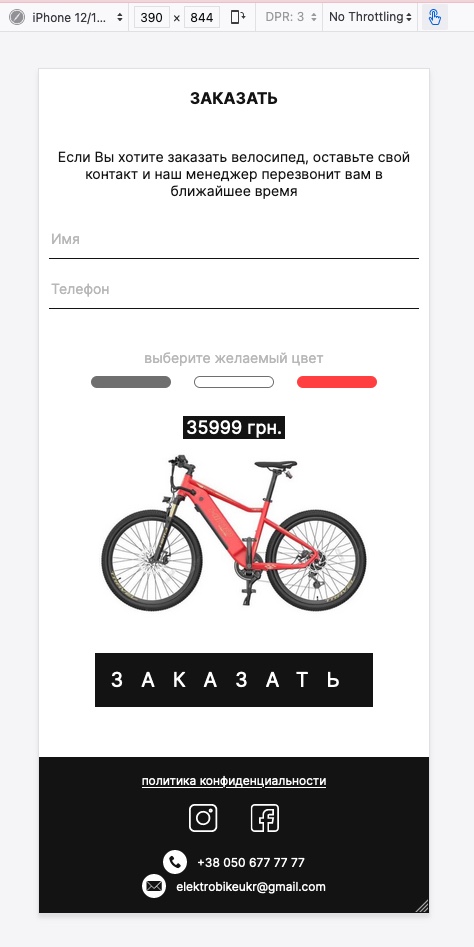 iPhone 12/1...
390 × 844
DPR: 3
No Throttling
ЗАКАЗАТЬ
Если Вы хотите заказать велосипед, оставьте свой
контакт и наш менеджер перезвонит вам в
ближайшее время
Имя
Телефон
выберите желаемый цвет
35999 грн.
ЗАКАЗАТЬ
политика конфиденциальности
+38 050 677 77 77
elektrobikeukr@gmail.com